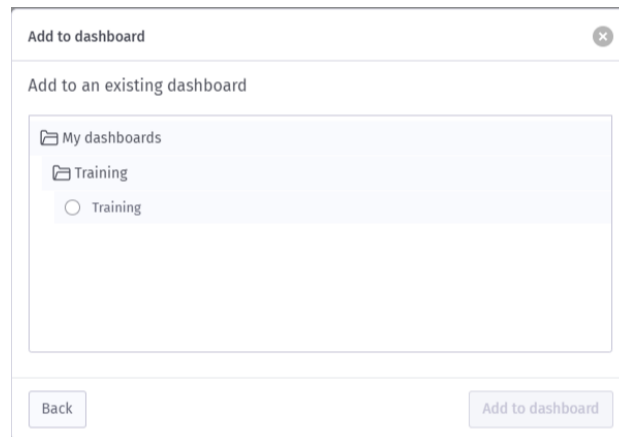 Add to dashboard
Add to an existing dashboard
My dashboards
Training
Training
Back
Add to dashboard